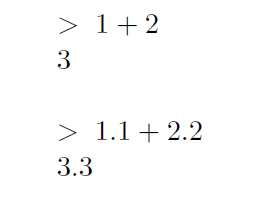 > 1 + 2
3
> 1.1 + 2.2
3.3